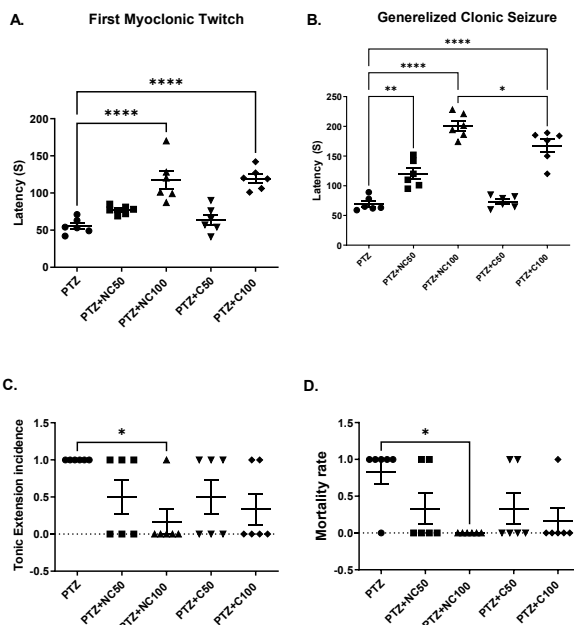 A.
First Myoclonic Twitch
****
****
Latency (S)
200
150
100
50
0
PTZ
PTZ+NC50
PTZ+NC100
PTZ+C50
PTZ+C100
B.
Generelized Clonic Seizure
****
****
**
*
Latency (S)
250
200
150
100
50
0
PTZ
PTZ+NC50
PTZ+NC100
PTZ+C50
PTZ+C100
C.
*
Tonic Extension incidence
1.5
1.0
0.5
0.0
-0.5
PTZ
PTZ+NC50
PTZ+NC100
PTZ+C50
PTZ+C100
D.
*
Mortality rate
1.5
1.0
0.5
0.0
-0.5
PTZ
PTZ+NC50
PTZ+NC100
PTZ+C50
PTZ+C100